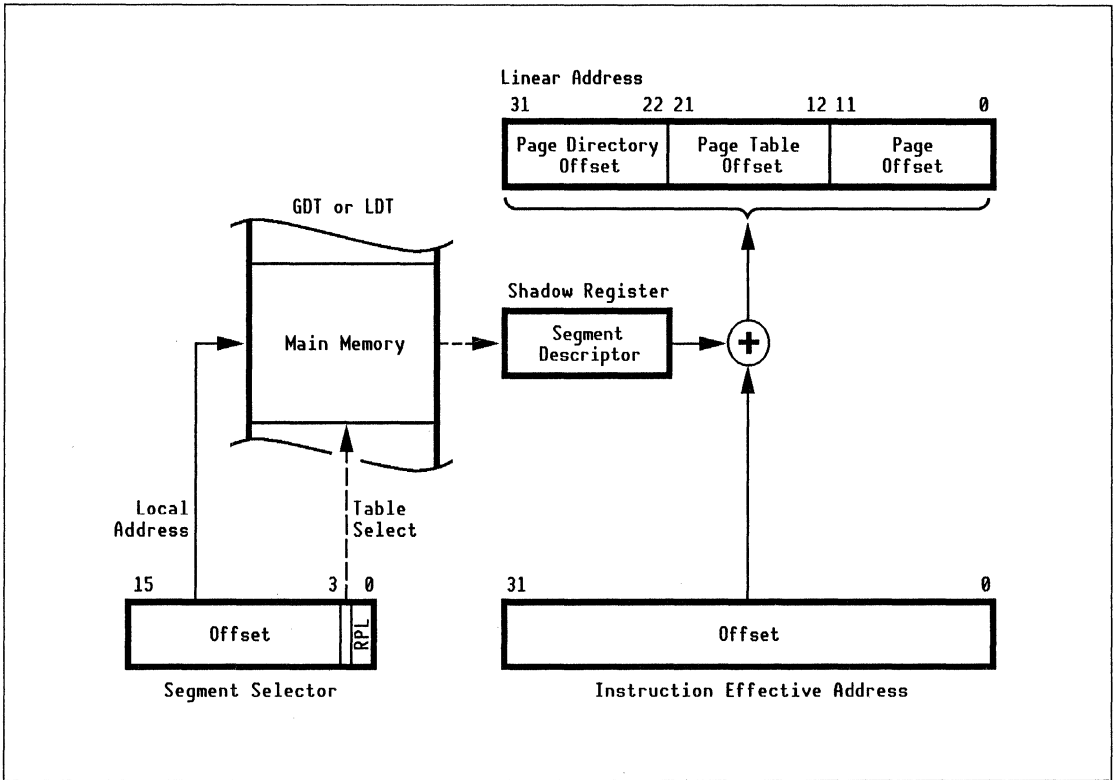 Linear Address
31 22 21 12 11 0
Page Directory Offset
Page Table Offset
Page Offset
GDT or LDT
Main Memory
Shadow Register
Segment Descriptor
+
Local Address
Table Select
15 3 0
Offset
RPL
Segment Selector
31 0
Offset
Instruction Effective Address